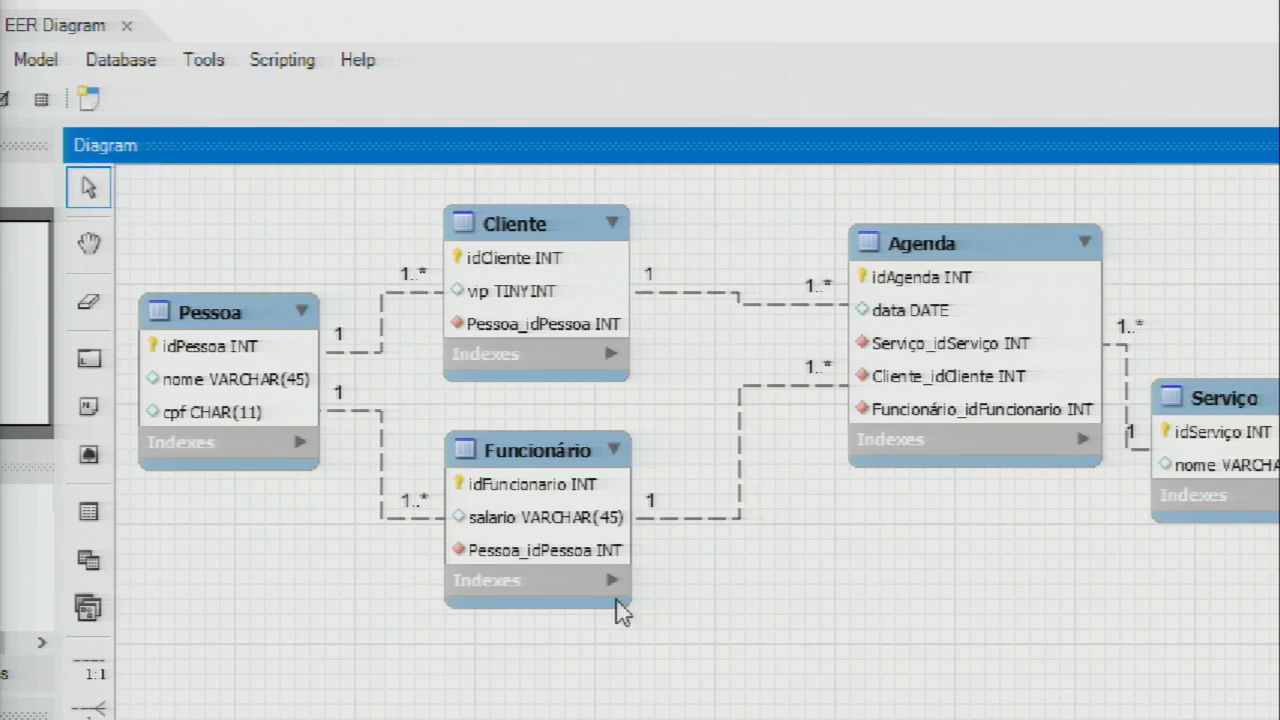 EER Diagram ×
Model Database Tools Scripting Help
Diagram
Pessoa
idPessoa INT
nome VARCHAR(45)
cpf CHAR(11)
Indexes
1
1
1..*
1..*
Cliente
idCliente INT
vip TINYINT
Pessoa_idPessoa INT
Indexes
Funcionário
idFuncionario INT
salario VARCHAR(45)
Pessoa_idPessoa INT
Indexes
1
1
1..*
1..*
Agenda
idAgenda INT
data DATE
Serviço_idServiço INT
Cliente_idCliente INT
Funcionário_idFuncionario INT
Indexes
1..*
1
Serviço
idServiço INT
nome VARCHA
Indexes
1:1